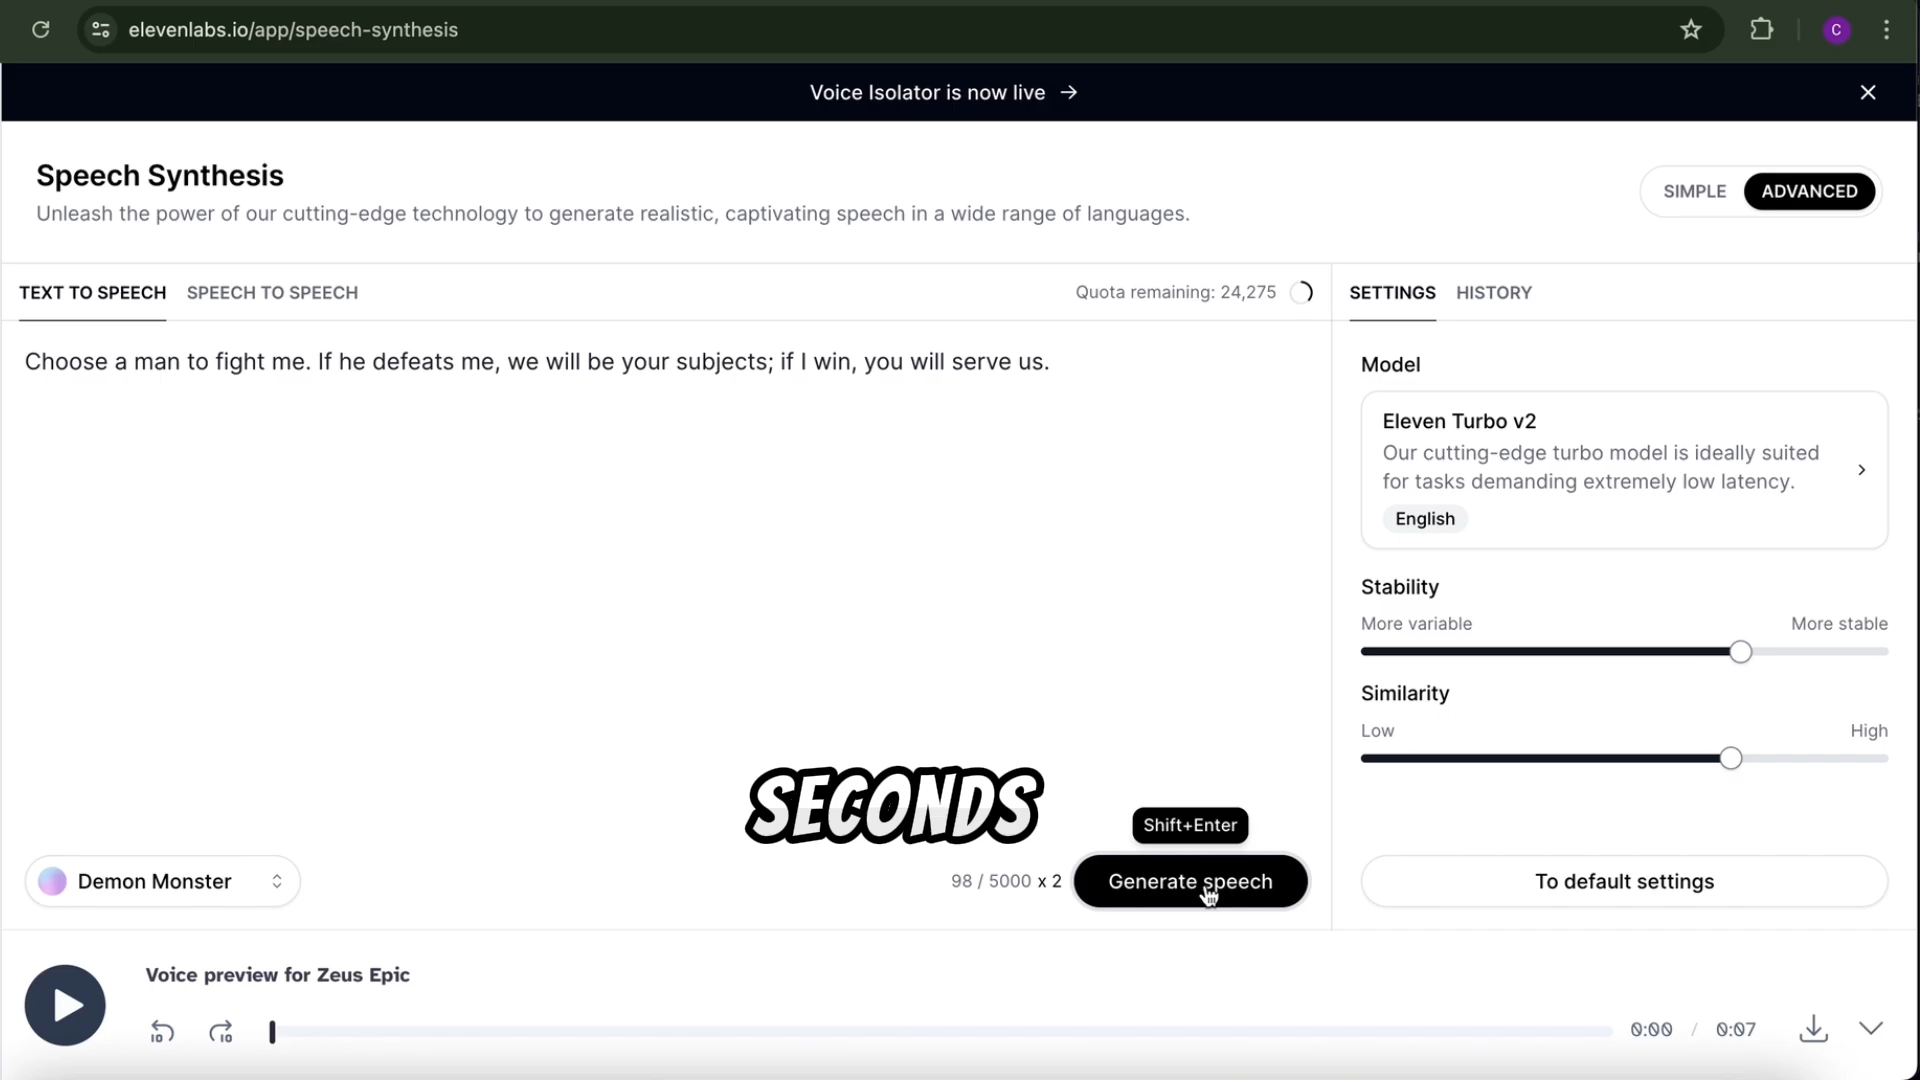 elevenlabs.io/app/speech-synthesis
C
Voice Isolator is now live →
Speech Synthesis
Unleash the power of our cutting-edge technology to generate realistic, captivating speech in a wide range of languages.
SIMPLE
ADVANCED
TEXT TO SPEECH
SPEECH TO SPEECH
Quota remaining: 24,275
SETTINGS
HISTORY
Choose a man to fight me. If he defeats me, we will be your subjects; if I win, you will serve us.
Model
Eleven Turbo v2
Our cutting-edge turbo model is ideally suited
for tasks demanding extremely low latency.
English
Stability
More variable
More stable
Similarity
Low
High
SECONDS
Shift+Enter
Demon Monster
98 / 5000 x 2
Generate speech
To default settings
Voice preview for Zeus Epic
10
10
0:00 / 0:07